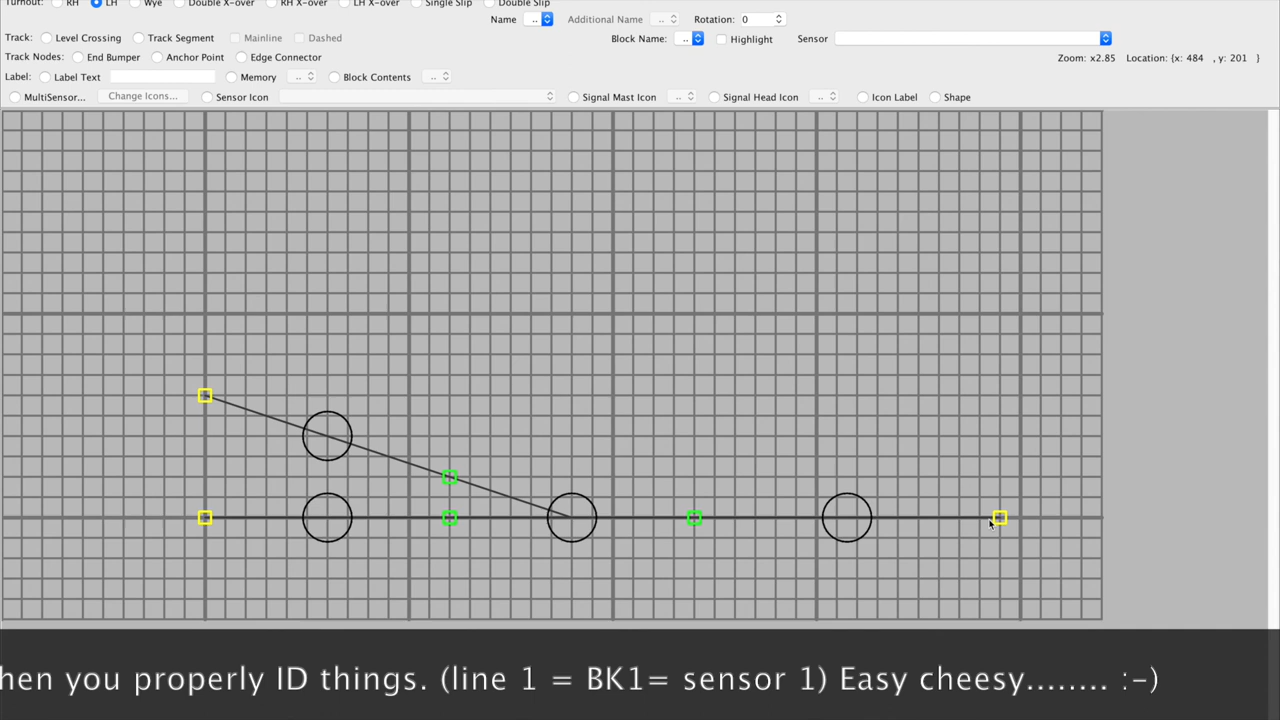 Turnout: RH LH Wye Double X-over RH X-over LH X-over Single Slip Double Slip
Name .. Additional Name .. Rotation: 0
Track: Level Crossing Track Segment Mainline Dashed Block Name: .. Highlight Sensor
Track Nodes: End Bumper Anchor Point Edge Connector Zoom: x2.85 Location: {x: 484 , y: 201 }
Label: Label Text Memory .. Block Contents ..
MultiSensor... Change Icons... Sensor Icon Signal Mast Icon .. Signal Head Icon .. Icon Label Shape
hen you properly ID things. (line 1 = BK1= sensor 1) Easy cheesy........ :-)